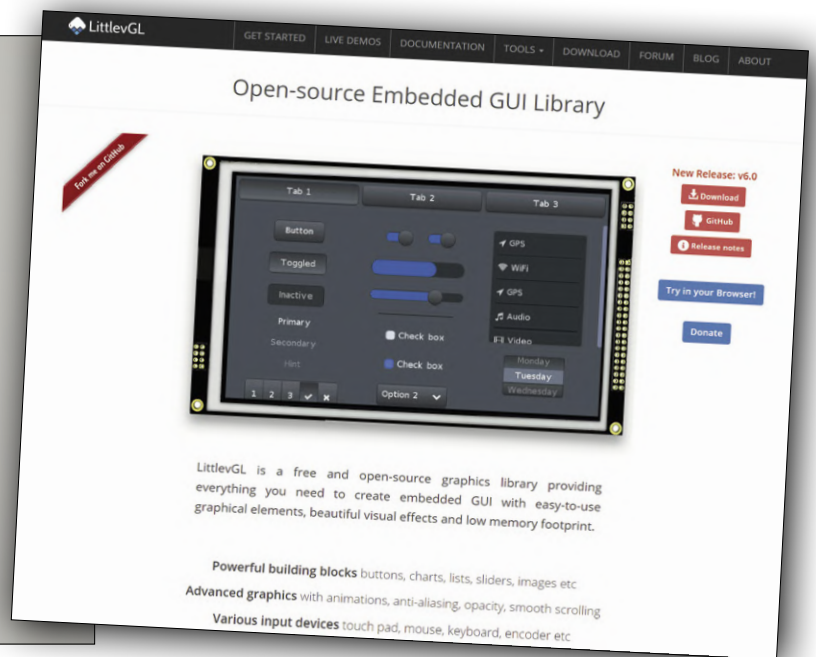 LittlevGL
GET STARTED
LIVE DEMOS
DOCUMENTATION
TOOLS
DOWNLOAD
FORUM
BLOG
ABOUT
Open-source Embedded GUI Library
Fork me on GitHub
Tab 1
Tab 2
Tab 3
Button
Toggled
Inactive
Primary
Secondary
Hint
1 2 3
Check box
Check box
Option 2
GPS
WiFi
GPS
Audio
Video
Monday
Tuesday
Wednesday
New Release: v6.0
Download
GitHub
Release notes
Try in your Browser!
Donate
LittlevGL is a free and open-source graphics library providing
everything you need to create embedded GUI with easy-to-use
graphical elements, beautiful visual effects and low memory footprint.
Powerful building blocks buttons, charts, lists, sliders, images etc
Advanced graphics with animations, anti-aliasing, opacity, smooth scrolling
Various input devices touch pad, mouse, keyboard, encoder etc